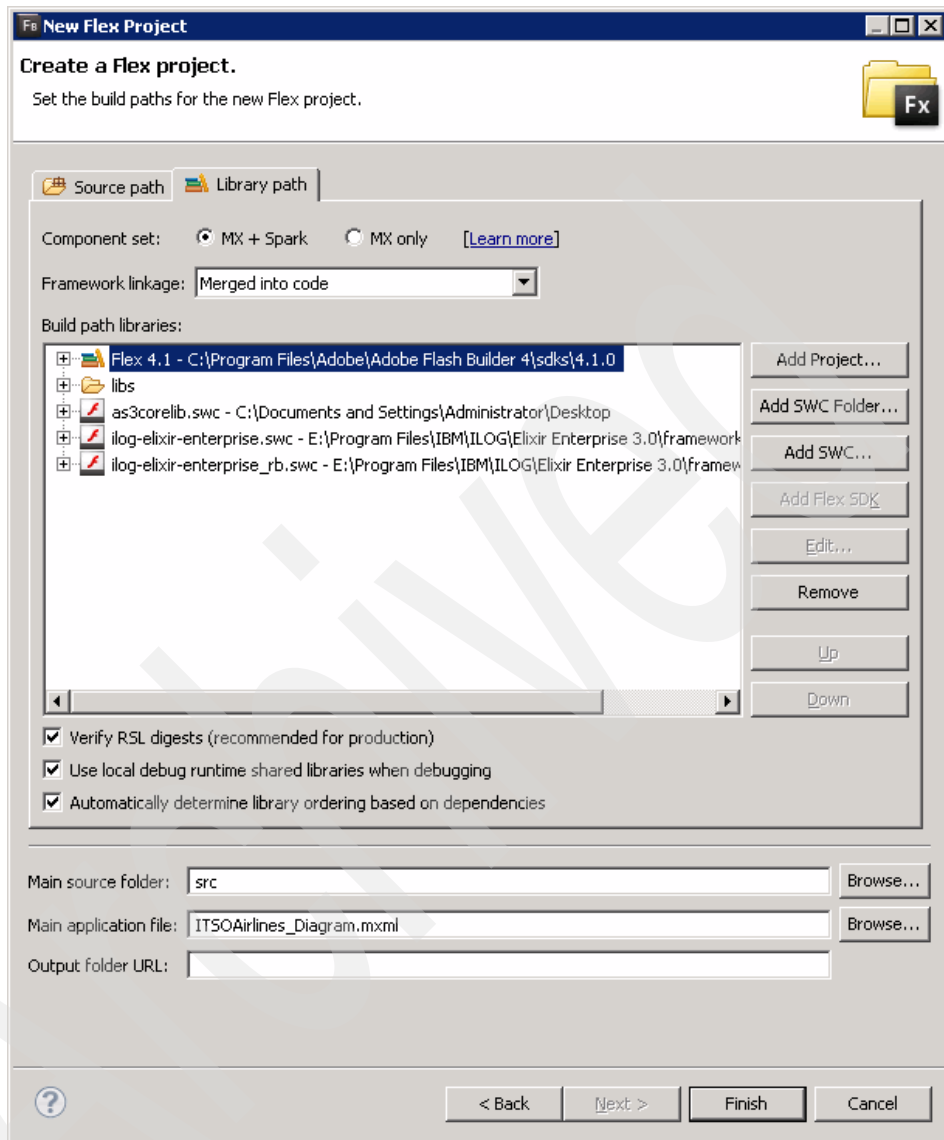 FB New Flex Project
Create a Flex project.
Set the build paths for the new Flex project.
Fx
Source path Library path
Component set: MX + Spark MX only [Learn more]
Framework linkage: Merged into code
Build path libraries:
Flex 4.1 - C:\Program Files\Adobe\Adobe Flash Builder 4\sdks\4.1.0
libs
as3corelib.swc - C:\Documents and Settings\Administrator\Desktop
ilog-elixir-enterprise.swc - E:\Program Files\IBM\ILOG\Elixir Enterprise 3.0\framework
ilog-elixir-enterprise_rb.swc - E:\Program Files\IBM\ILOG\Elixir Enterprise 3.0\framew
Add Project...
Add SWC Folder...
Add SWC...
Add Flex SDK
Edit...
Remove
Up
Down
Verify RSL digests (recommended for production)
Use local debug runtime shared libraries when debugging
Automatically determine library ordering based on dependencies
Main source folder: src Browse...
Main application file: ITSOAirlines_Diagram.mxml Browse...
Output folder URL:
? < Back Next > Finish Cancel